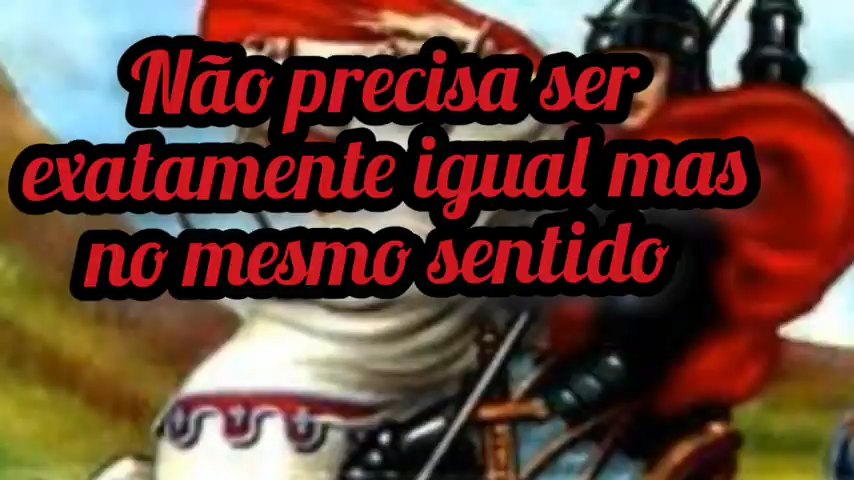 Não precisa ser
exatamente igual mas
no mesmo sentido